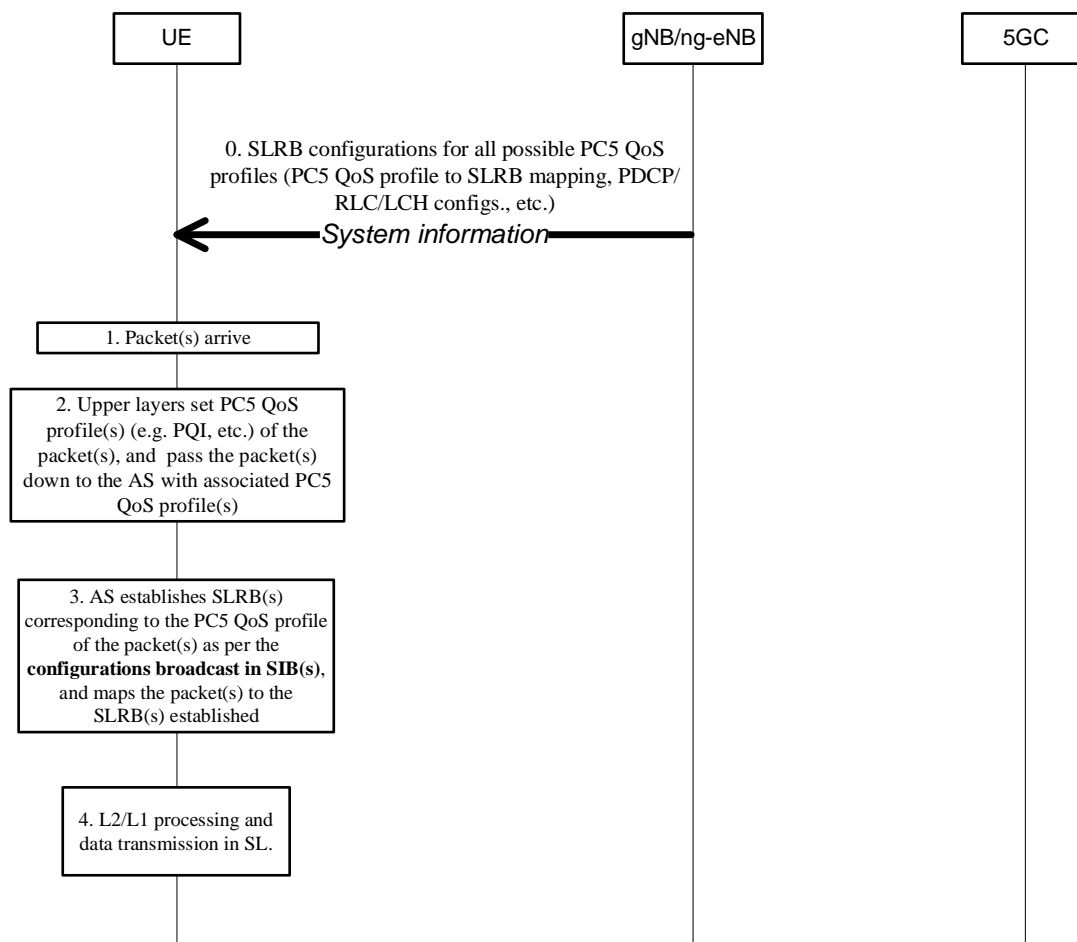 UE
gNB/ng-eNB
5GC
0. SLRB configurations for all possible PC5 QoS
profiles (PC5 QoS profile to SLRB mapping, PDCP/
RLC/LCH configs., etc.)
System information
1. Packet(s) arrive
2. Upper layers set PC5 QoS
profile(s) (e.g. PQI, etc.) of the
packet(s), and pass the packet(s)
down to the AS with associated PC5
QoS profile(s)
3. AS establishes SLRB(s)
corresponding to the PC5 QoS profile
of the packet(s) as per the
configurations broadcast in SIB(s),
and maps the packet(s) to the
SLRB(s) established
4. L2/L1 processing and
data transmission in SL.